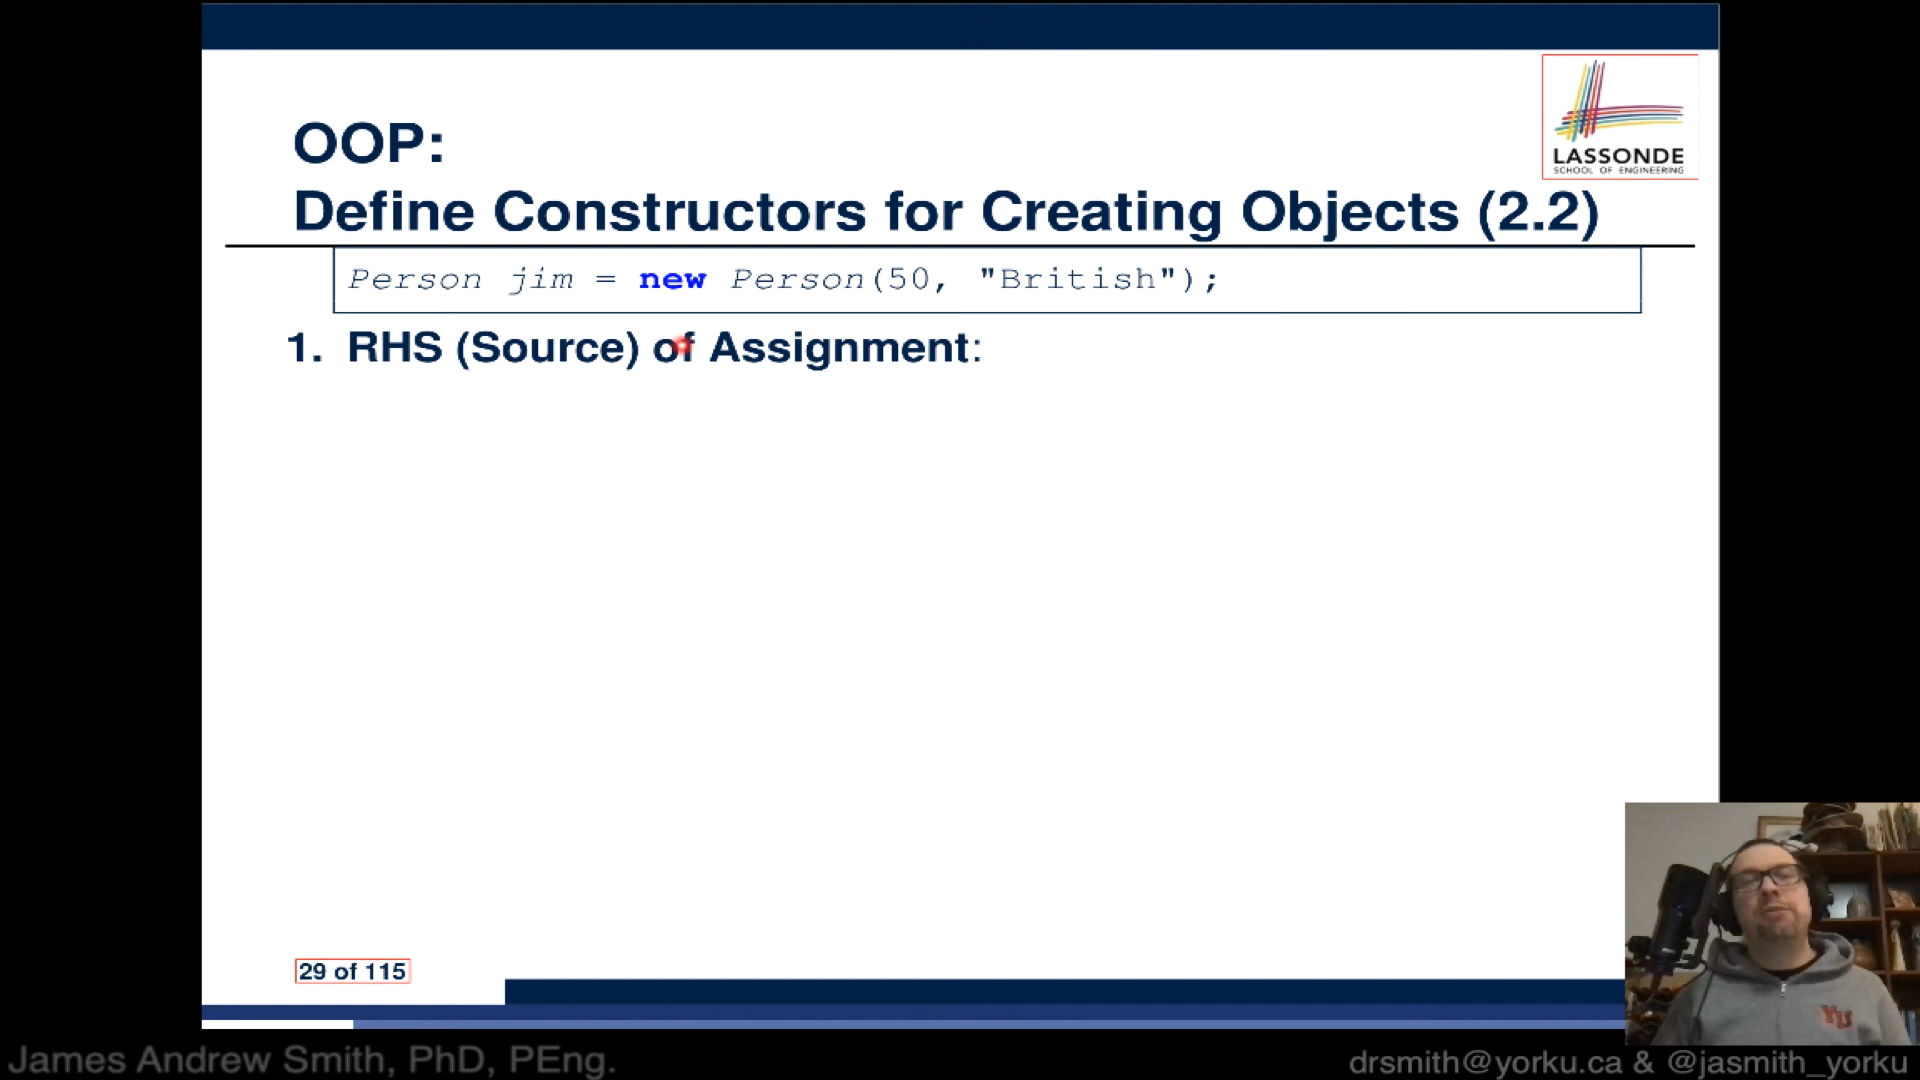 LASSONDE
SCHOOL OF ENGINEERING
OOP:
Define Constructors for Creating Objects (2.2)
Person jim = new Person(50, "British");
1. RHS (Source) of Assignment:
29 of 115
YU
James Andrew Smith, PhD, PEng.
drsmith@yorku.ca & @jasmith_yorku